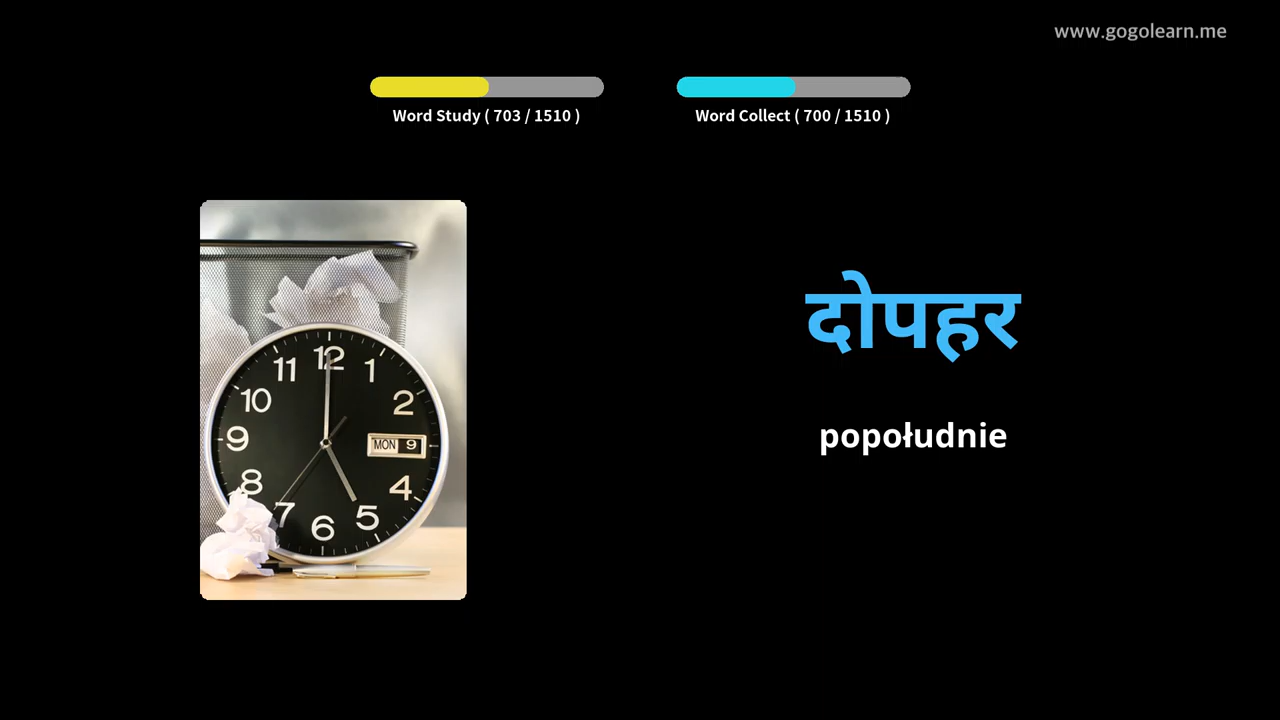 www.gogolearn.me
Word Study ( 703 / 1510 )
Word Collect ( 700 / 1510 )
दोपहर
popołudnie
12
11
1
10
2
9
MON 9
8
4
7
5
6